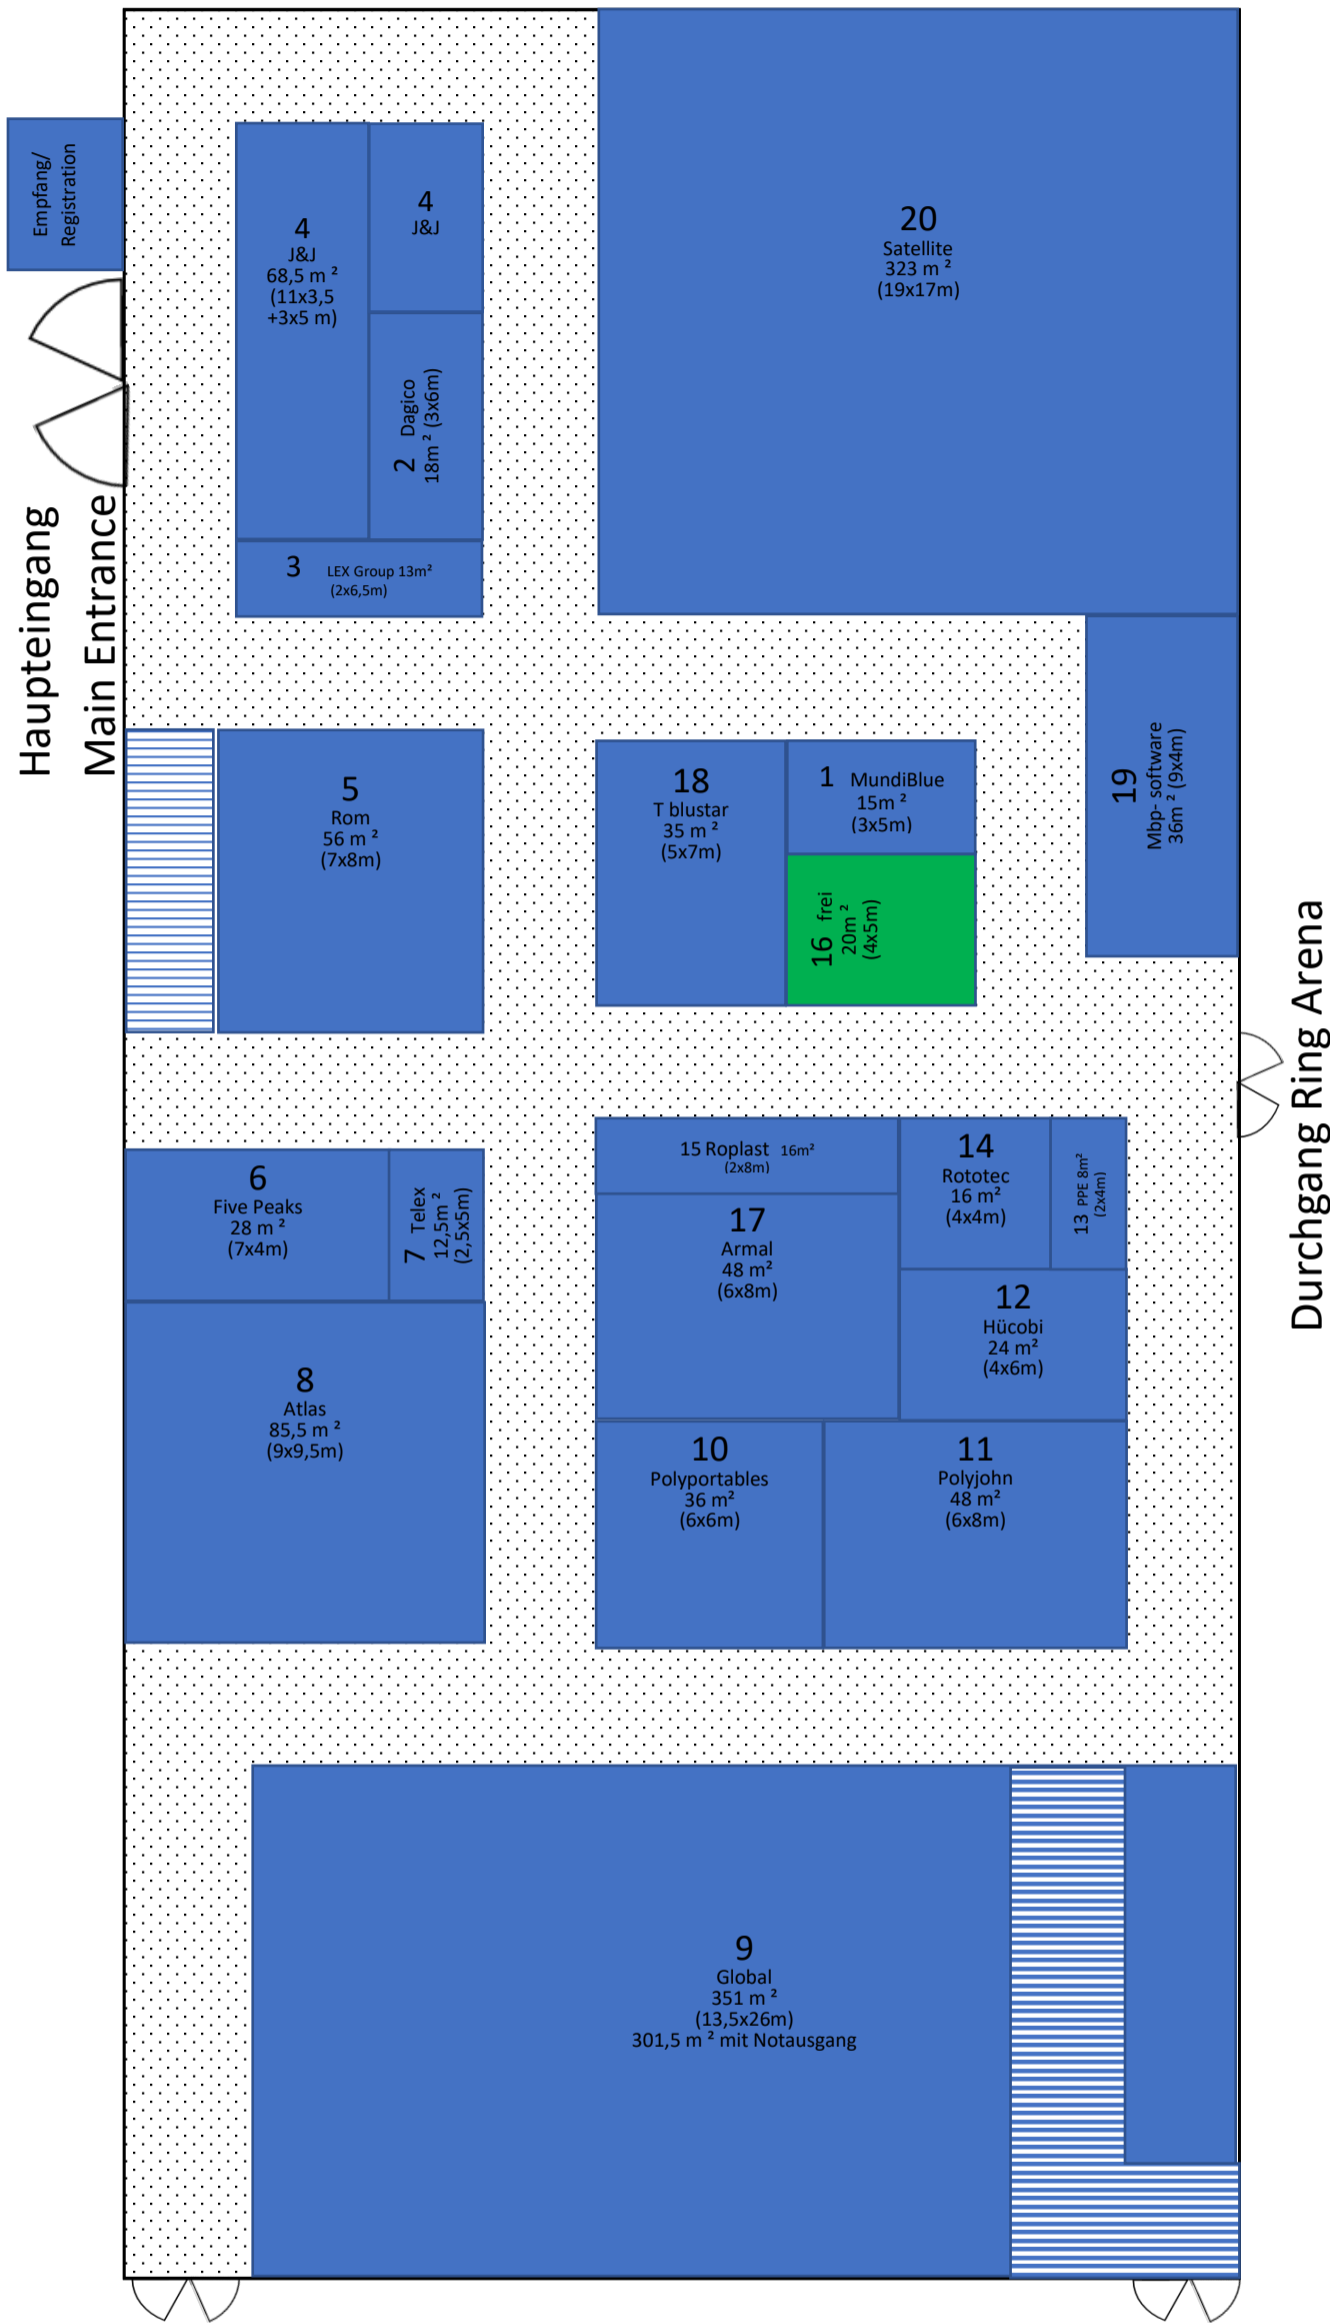 Empfang/
Registration
Haupteingang
Main Entrance
4
J&J
68,5 m ²
(11x3,5
+3x5 m)
4
J&J
2 Dagico
18m ² (3x6m)
3 LEX Group 13m²
(2x6,5m)
20
Satellite
323 m ²
(19x17m)
5
Rom
56 m ²
(7x8m)
18
T blustar
35 m ²
(5x7m)
1 MundiBlue
15m ²
(3x5m)
16 frei
20m ²
(4x5m)
19
Mbp- software
36m ² (9x4m)
Durchgang Ring Arena
6
Five Peaks
28 m ²
(7x4m)
7 Telex
12,5m ²
(2,5x5m)
8
Atlas
85,5 m ²
(9x9,5m)
15 Roplast 16m²
(2x8m)
17
Armal
48 m²
(6x8m)
14
Rototec
16 m²
(4x4m)
13 PPE 8m²
(2x4m)
12
Hücobi
24 m²
(4x6m)
10
Polyportables
36 m²
(6x6m)
11
Polyjohn
48 m²
(6x8m)
9
Global
351 m ²
(13,5x26m)
301,5 m ² mit Notausgang